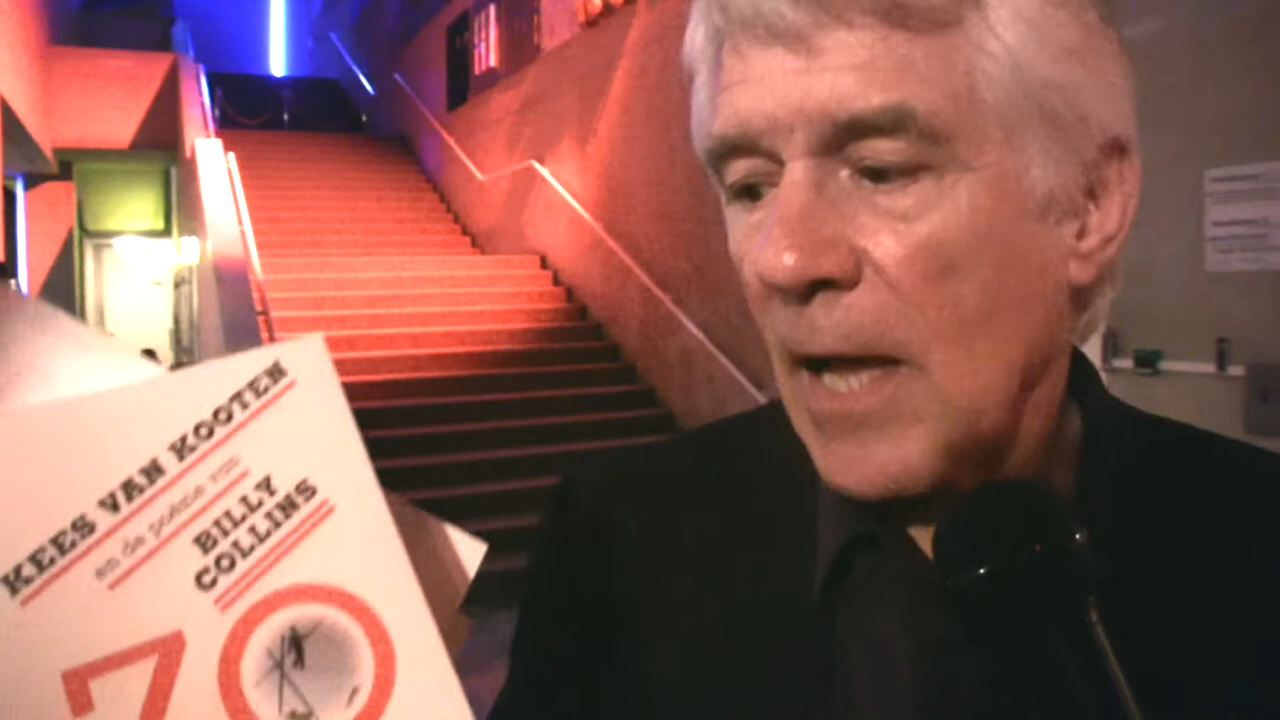 KEES VAN KOOTEN
en de poëzie van
BILLY
COLLINS
70